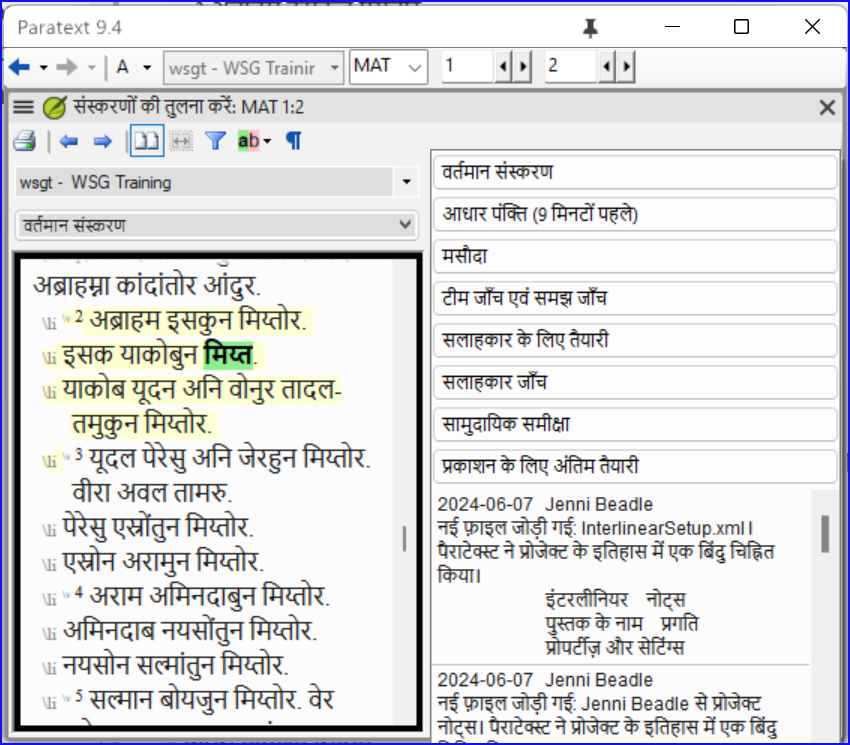 Paratext 9.4
A wsgt - WSG Trainir MAT 1 2
संस्करणों की तुलना करें: MAT 1:2
ab
wsgt - WSG Training
वर्तमान संस्करण
अब्राहम्ना कांदांतोर आंदुर.
\li 2 अब्राहम इसकुन मिय्तोर.
\li इसक याकोबुन मिय्त.
\li याकोब यूदन अनि वोनुर तादल-
तमुकुन मिय्तोर.
\li 3 यूदल पेरेसु अनि जेरहुन मिय्तोर.
वीरा अवल तामरु.
\li पेरेसु एस्रोंतुन मिय्तोर.
\li एस्रोन अरामुन मिय्तोर.
\li 4 अराम अमिनदाबुन मिय्तोर.
\li अमिनदाब नयसोंतुन मिय्तोर.
\li नयसोन सल्मांतुन मिय्तोर.
\li 5 सल्मान बोयजुन मिय्तोर. वेर
वर्तमान संस्करण
आधार पंक्ति (9 मिनटों पहले)
मसौदा
टीम जाँच एवं समझ जाँच
सलाहकार के लिए तैयारी
सलाहकार जाँच
सामुदायिक समीक्षा
प्रकाशन के लिए अंतिम तैयारी
2024-06-07 Jenni Beadle
नई फ़ाइल जोड़ी गई: InterlinearSetup.xml।
पैराटेक्स्ट ने प्रोजेक्ट के इतिहास में एक बिंदु चिह्नित
किया।
इंटरलीनियर नोट्स
पुस्तक के नाम प्रगति
प्रोपर्टीज़ और सेटिंग्स
2024-06-07 Jenni Beadle
नई फ़ाइल जोड़ी गई: Jenni Beadle से प्रोजेक्ट
नोट्स। पैराटेक्स्ट ने प्रोजेक्ट के इतिहास में एक बिंदु